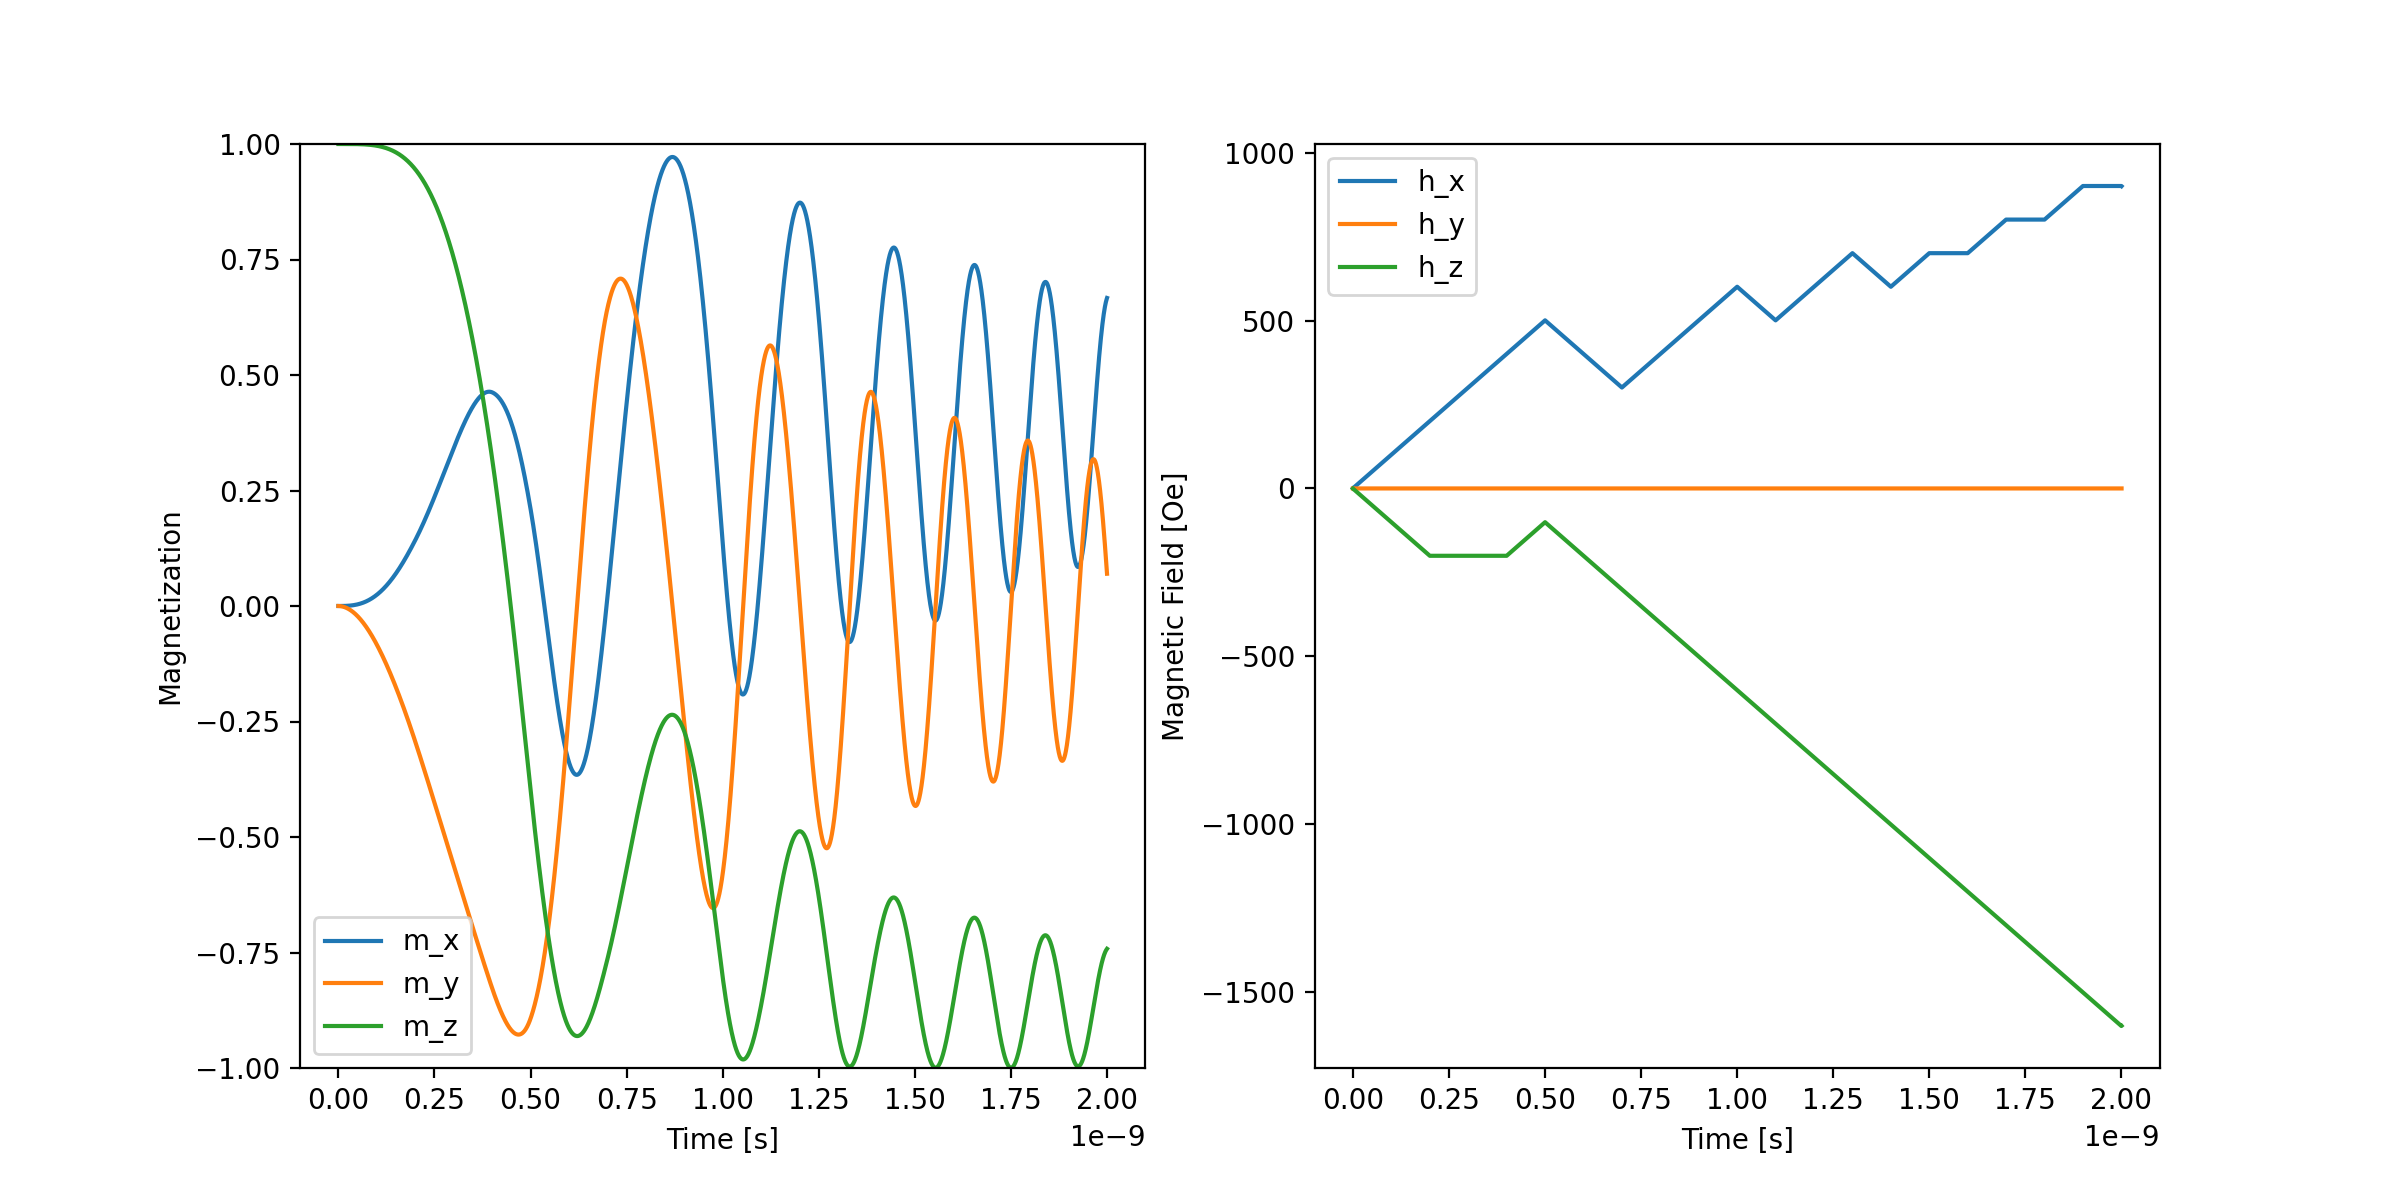 1.00
0.75
0.50
0.25
0.00
−0.25
−0.50
−0.75
−1.00
Magnetization
m_x
m_y
m_z
0.00 0.25 0.50 0.75 1.00 1.25 1.50 1.75 2.00
Time [s]
1e−9
1000
500
0
−500
−1000
−1500
Magnetic Field [Oe]
h_x
h_y
h_z
0.00 0.25 0.50 0.75 1.00 1.25 1.50 1.75 2.00
Time [s]
1e−9